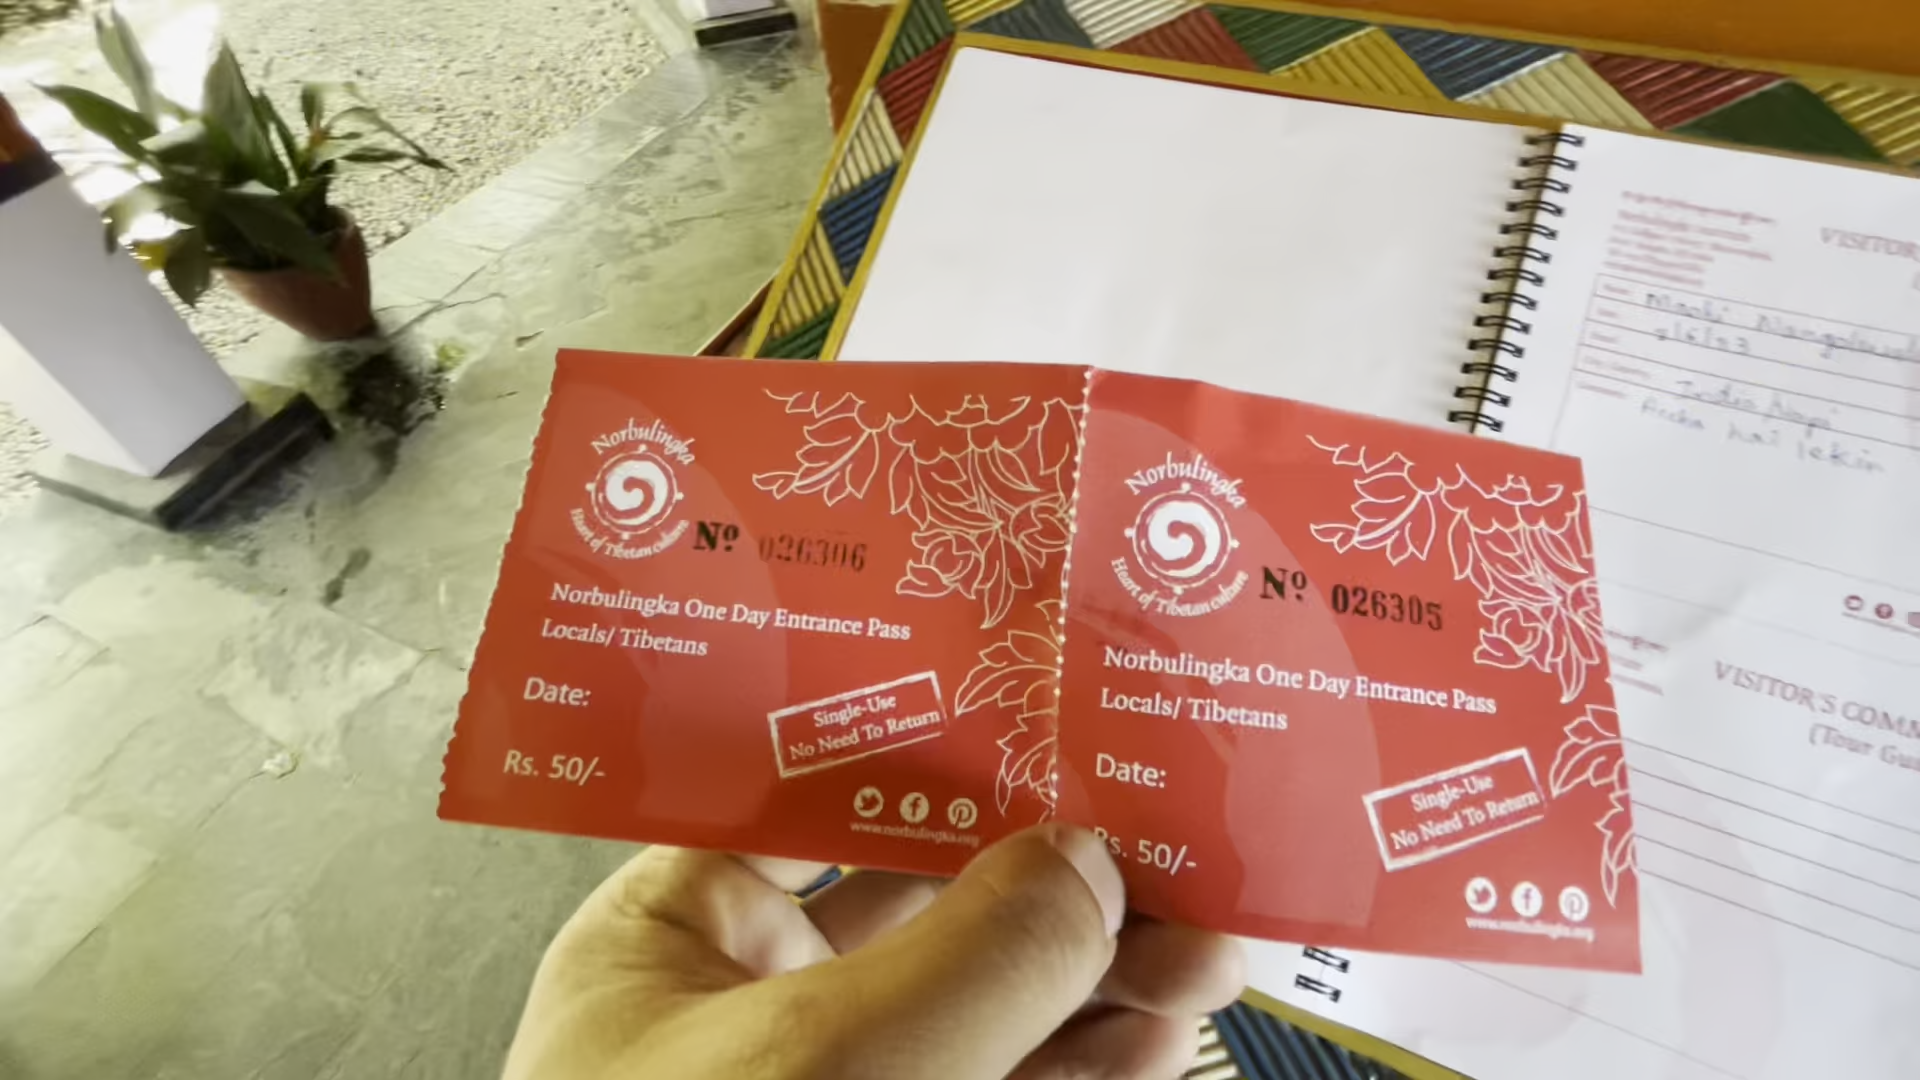 Norbulingka
Heart of Tibetan culture
Nº 026306
Norbulingka One Day Entrance Pass
Locals/ Tibetans
Date:
Single-Use
No Need To Return
Rs. 50/-
www.norbulingka.org
Norbulingka
Heart of Tibetan culture
Nº 026305
Norbulingka One Day Entrance Pass
Locals/ Tibetans
Date:
Single-Use
No Need To Return
Rs. 50/-
www.norbulingka.org
VISITOR'S COMM
(Tour Gui